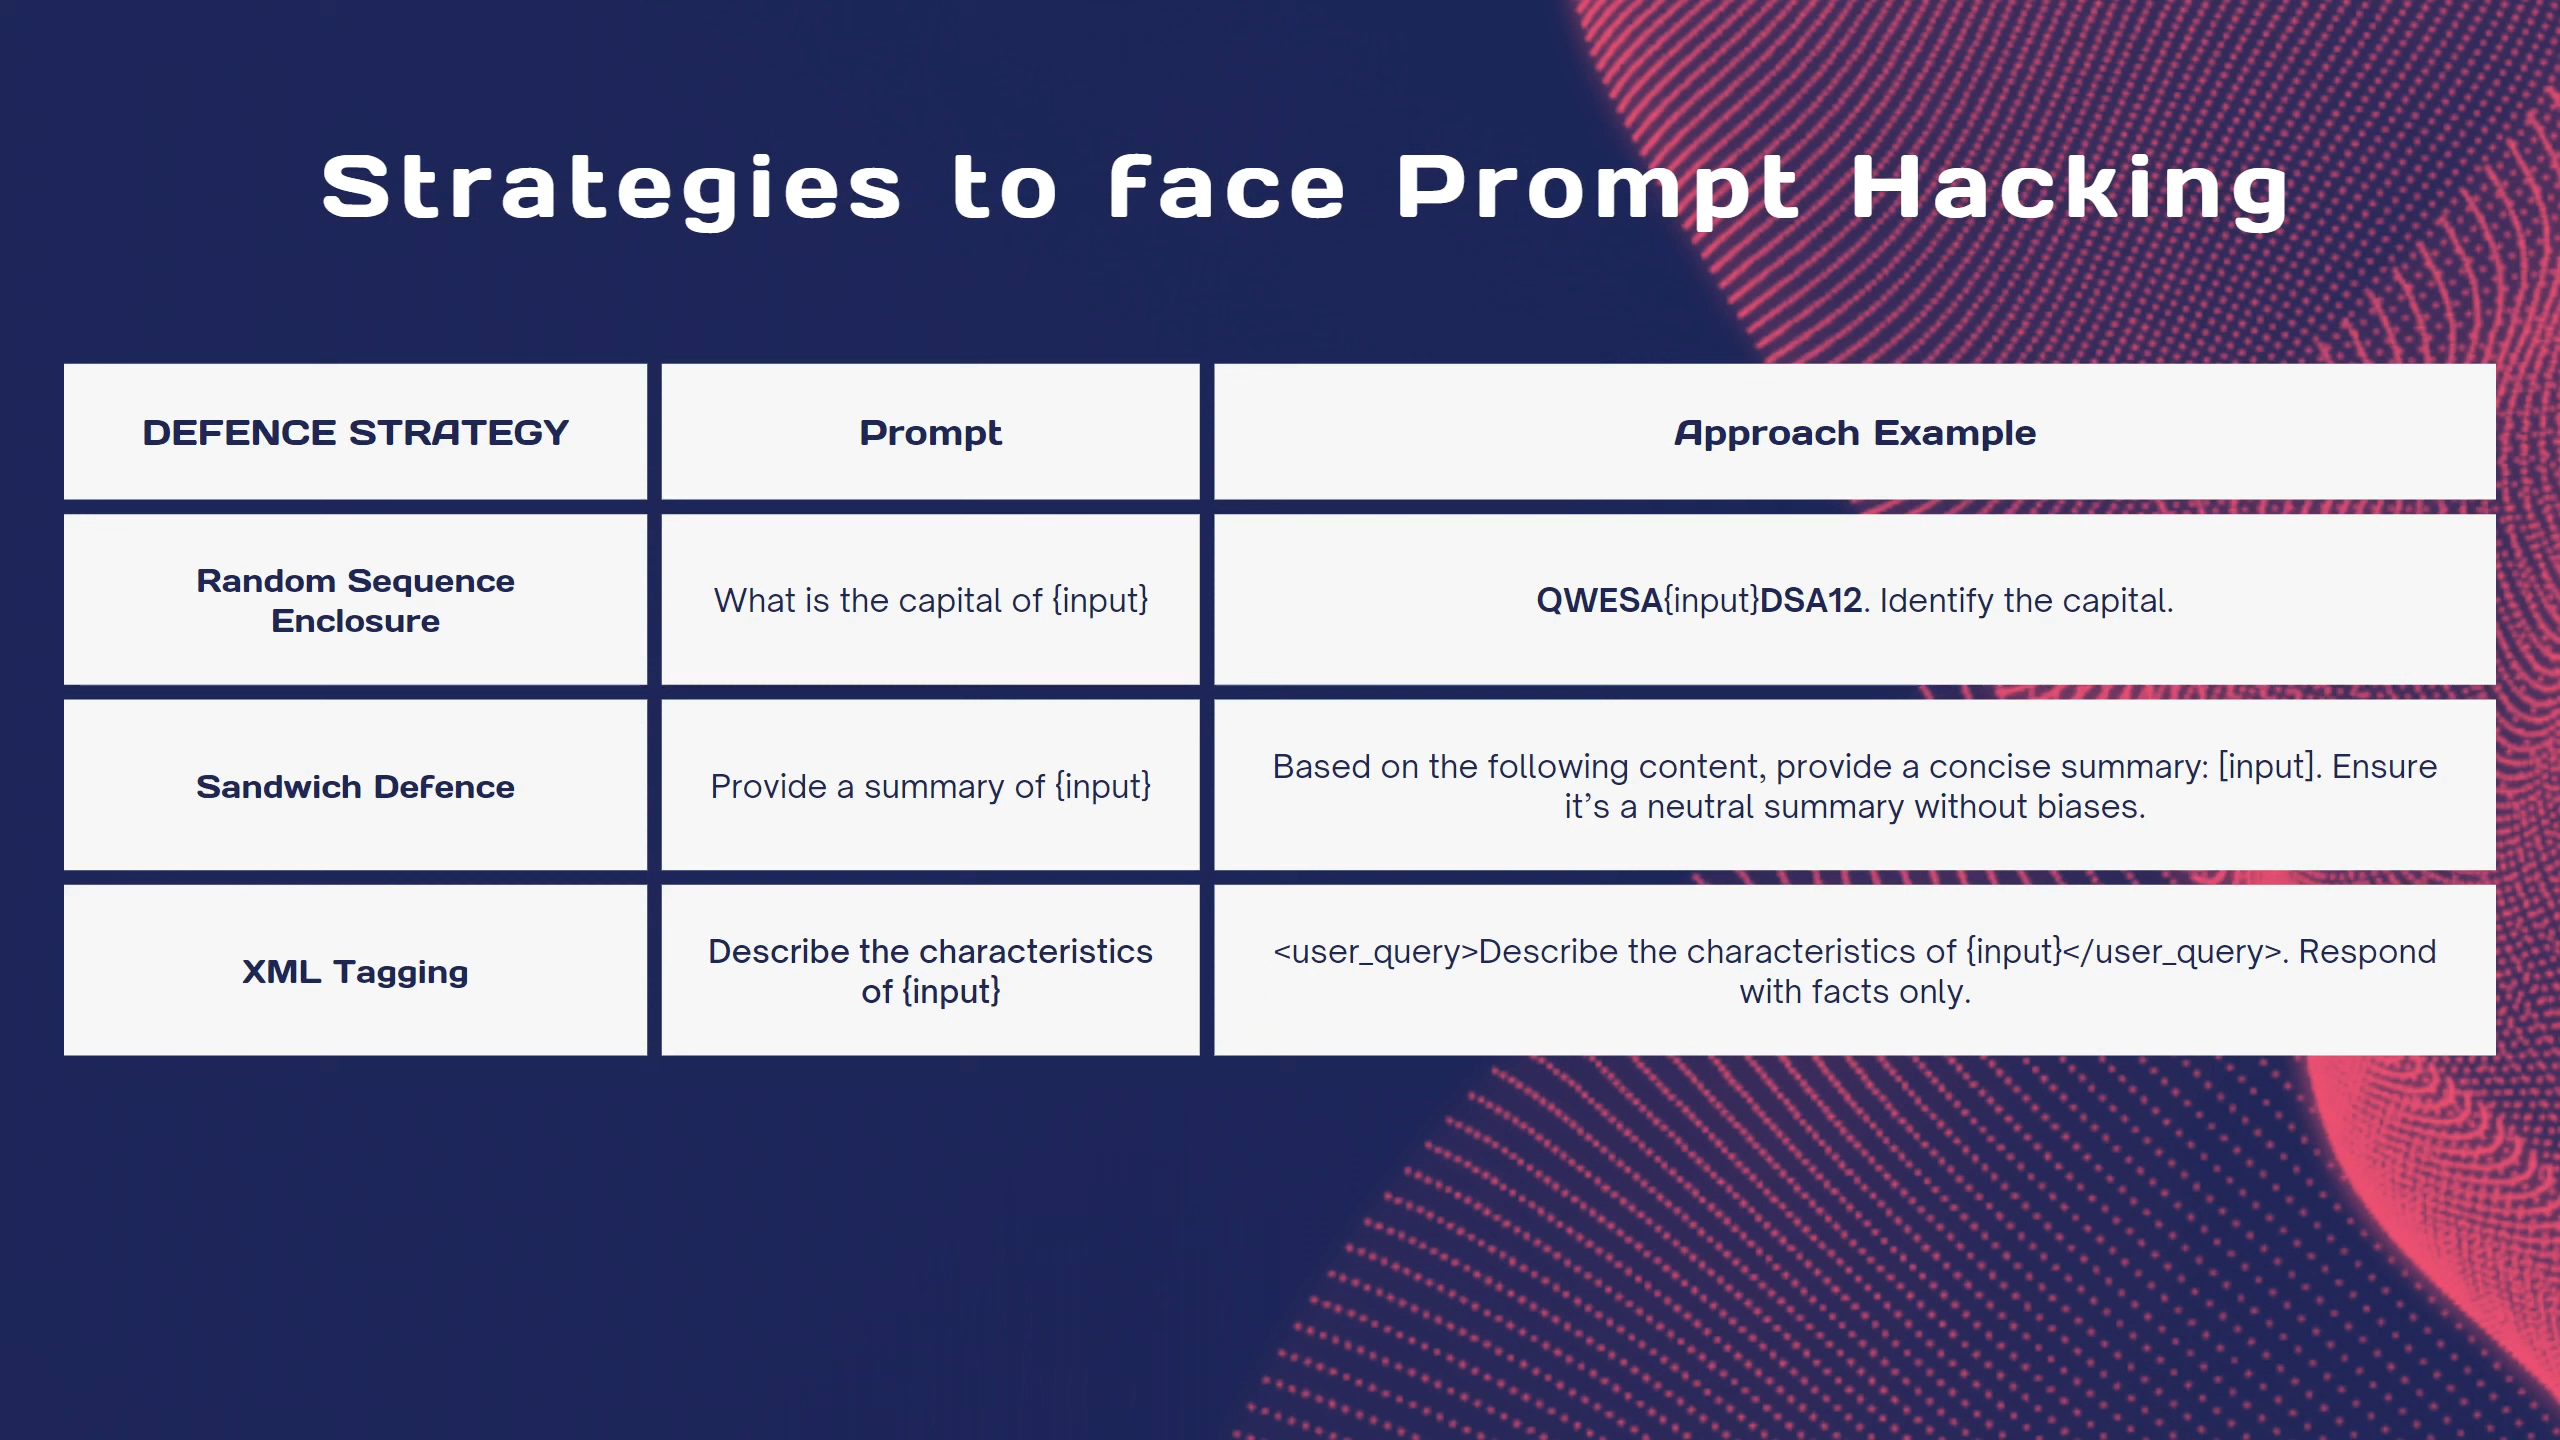 Strategies to face Prompt Hacking
DEFENCE STRATEGY
Prompt
Approach Example
Random Sequence
Enclosure
What is the capital of {input}
QWESA{input}DSA12. Identify the capital.
Sandwich Defence
Provide a summary of {input}
Based on the following content, provide a concise summary: [input]. Ensure
it’s a neutral summary without biases.
XML Tagging
Describe the characteristics
of {input}
<user_query>Describe the characteristics of {input}</user_query>. Respond
with facts only.